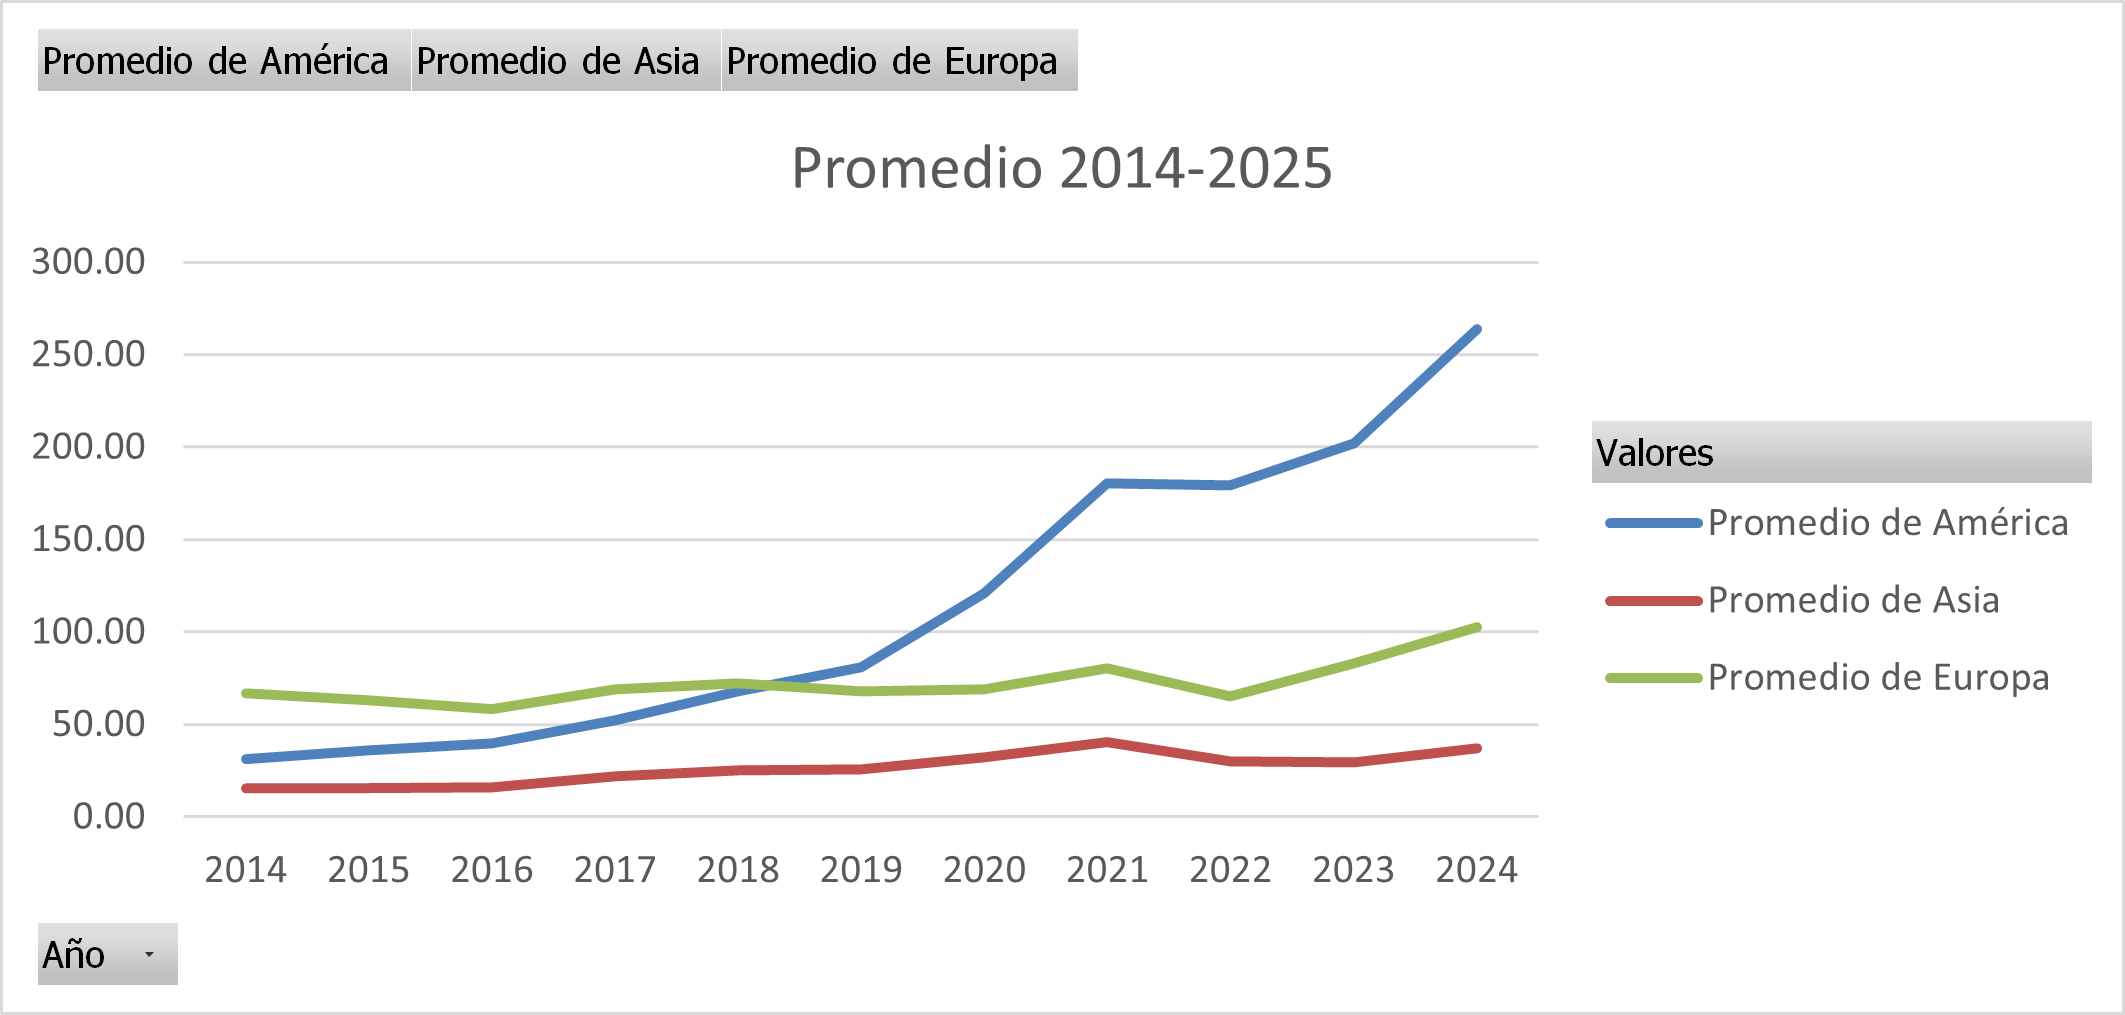 Promedio de América Promedio de Asia Promedio de Europa
Promedio 2014-2025
300.00
250.00
200.00
150.00
100.00
50.00
0.00
2014 2015 2016 2017 2018 2019 2020 2021 2022 2023 2024
Valores
Promedio de América
Promedio de Asia
Promedio de Europa
Año